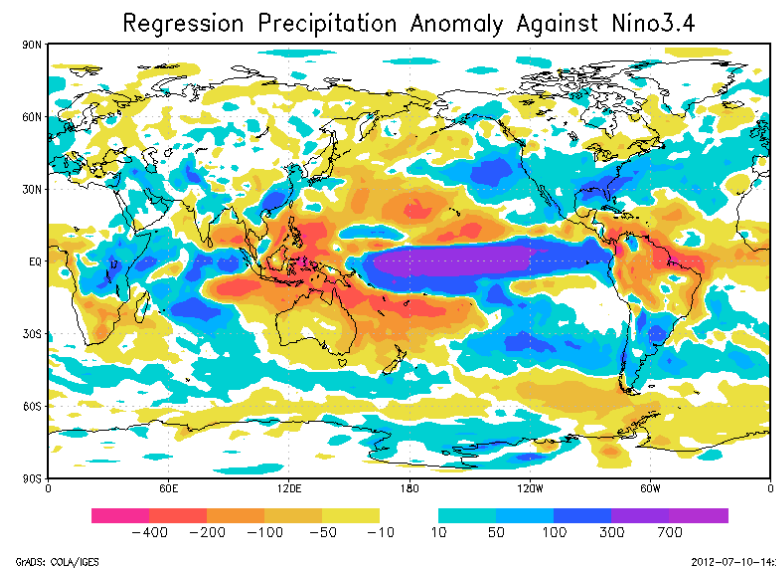 Regression Precipitation Anomaly Against Nino3.4
90N
60N
30N
EQ
30S
60S
90S
0 60E 120E 180 120W 60W 0
−400 −200 −100 −50 −10 10 50 100 300 700
GrADS: COLA/IGES 2012−07−10−14: